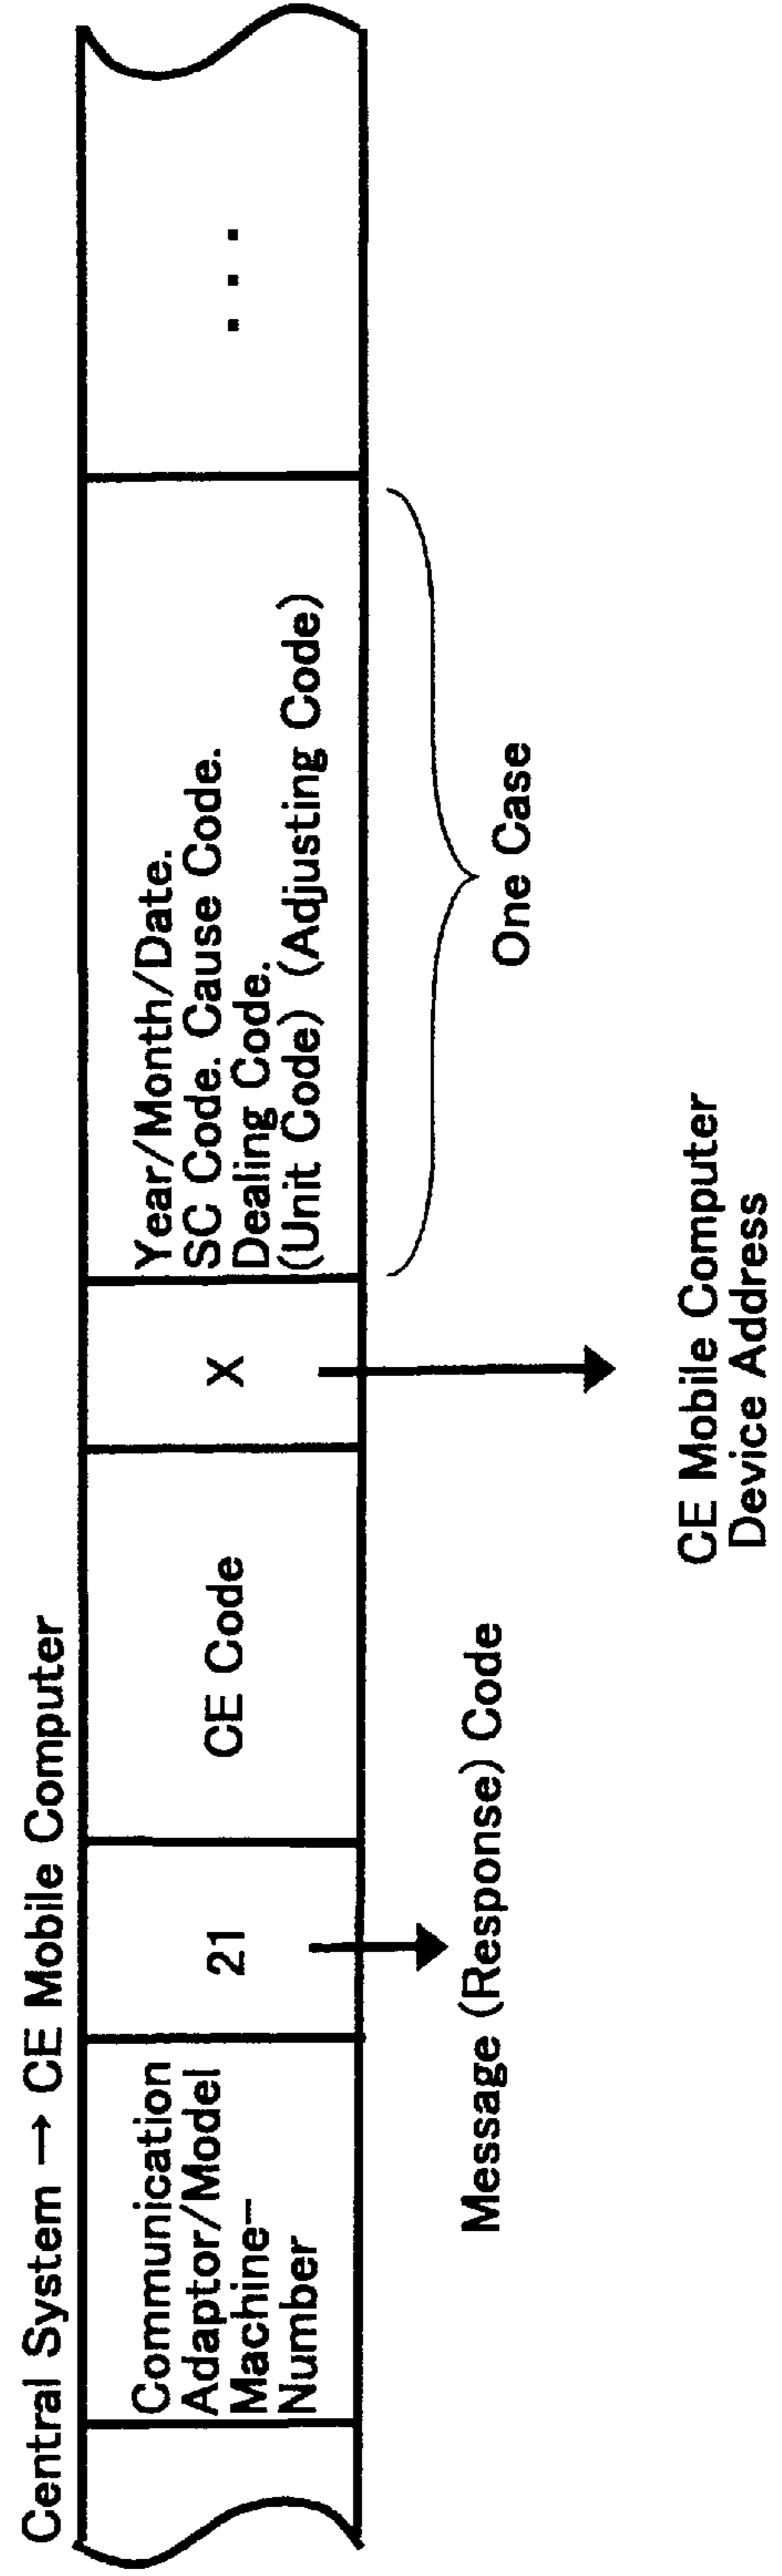 Central System → CE Mobile Computer
Communication
Adaptor/Model
Machine-
Number
21
CE Code
X
Year/Month/Date.
SC Code. Cause Code.
Dealing Code.
(Unit Code) (Adjusting Code)
...
Message (Response) Code
CE Mobile Computer
Device Address
One Case